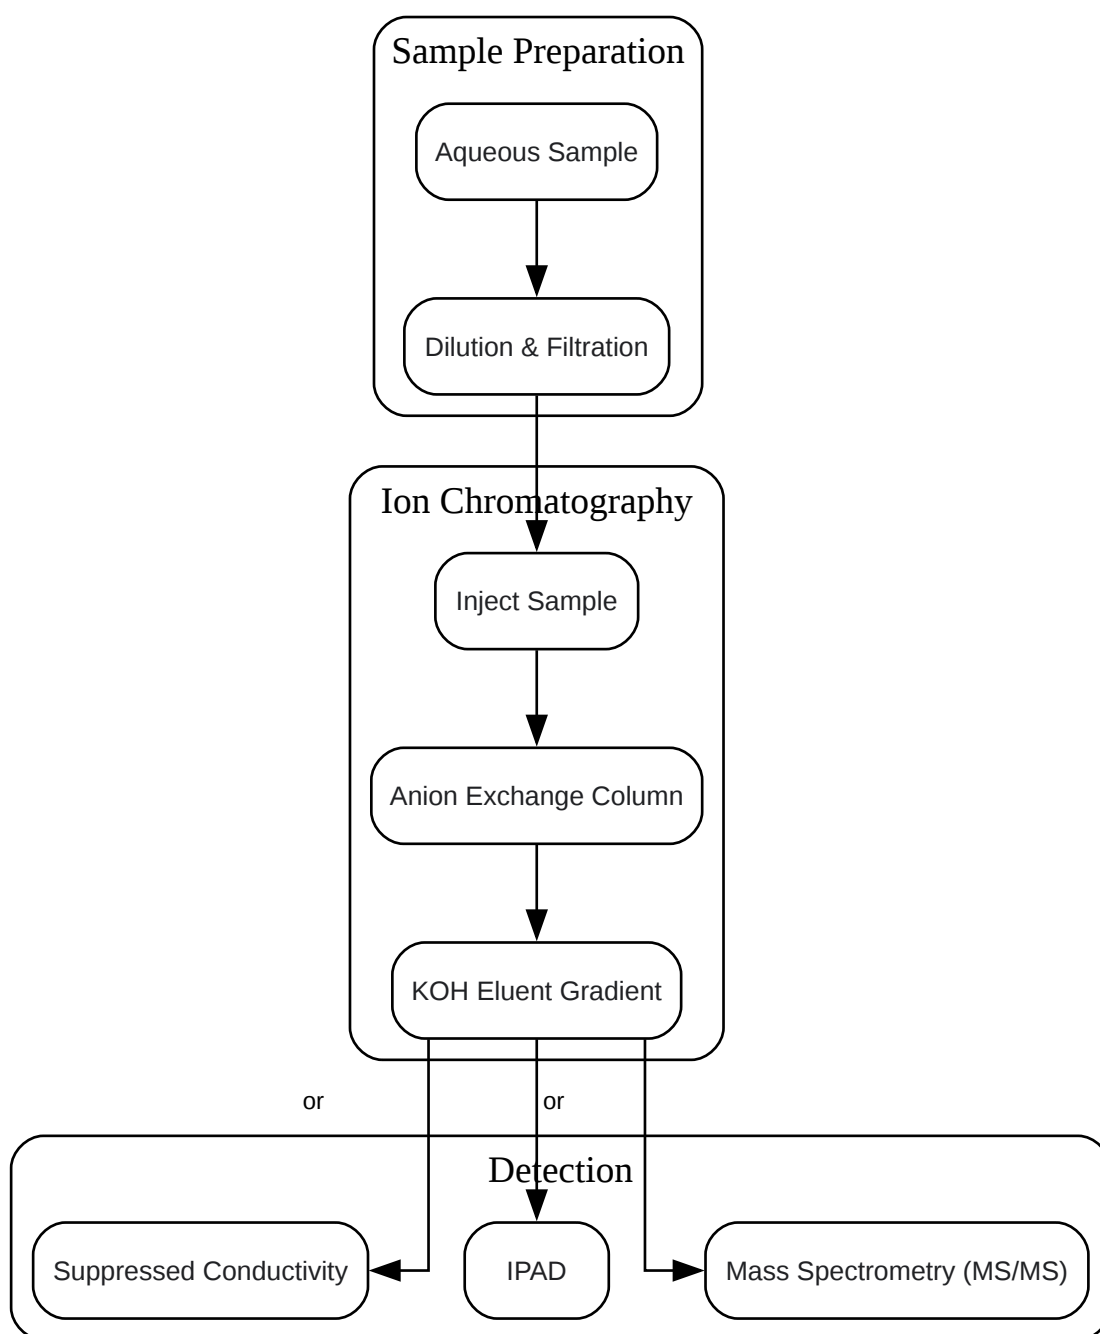 Sample Preparation
Aqueous Sample
Dilution & Filtration
Ion Chromatography
Inject Sample
Anion Exchange Column
KOH Eluent Gradient
or
or
Detection
Suppressed Conductivity
IPAD
Mass Spectrometry (MS/MS)